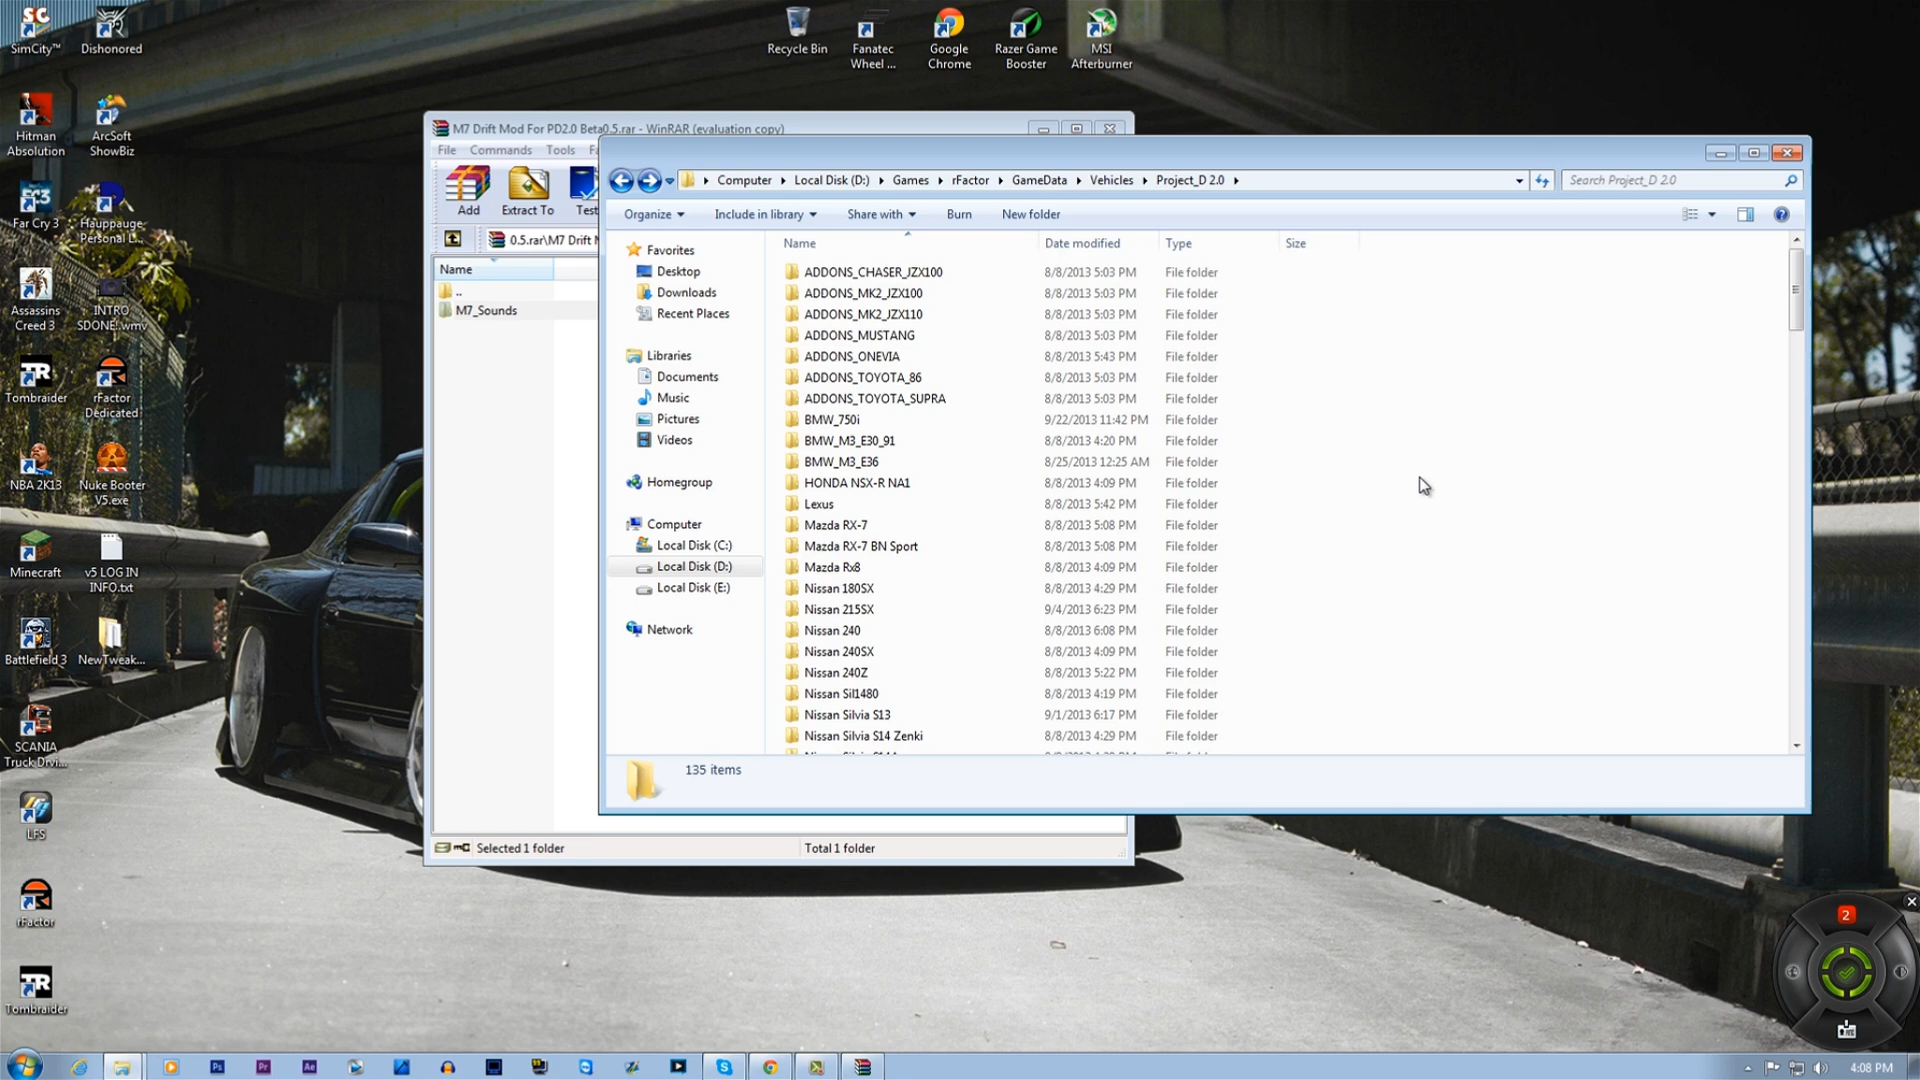 SimCity™
Dishonored
Recycle Bin
Fanatec
Wheel ...
Google
Chrome
Razer Game
Booster
MSI
Afterburner
Hitman
Absolution
ArcSoft
ShowBiz
Far Cry 3
Hauppauge
Personal L...
Assassins
Creed 3
INTRO
SDONE!.wmv
Tombraider
rFactor
Dedicated
NBA 2K13
Nuke Booter
V5.exe
Minecraft
v5 LOG IN
INFO.txt
Battlefield 3
NewTweak...
SCANIA
Truck Drvi...
LFS
rFactor
Tombraider
M7 Drift Mod For PD2.0 Beta0.5.rar - WinRAR (evaluation copy)
File Commands Tools
Add Extract To Test
0.5.rar\M7 Drift
Name
..
M7_Sounds
Selected 1 folder
Total 1 folder
Computer Local Disk (D:) Games rFactor GameData Vehicles Project_D 2.0
Search Project_D 2.0
Organize Include in library Share with Burn New folder
Favorites
Desktop
Downloads
Recent Places
Libraries
Documents
Music
Pictures
Videos
Homegroup
Computer
Local Disk (C:)
Local Disk (D:)
Local Disk (E:)
Network
Name Date modified Type Size
ADDONS_CHASER_JZX100 8/8/2013 5:03 PM File folder
ADDONS_MK2_JZX100 8/8/2013 5:03 PM File folder
ADDONS_MK2_JZX110 8/8/2013 5:03 PM File folder
ADDONS_MUSTANG 8/8/2013 5:03 PM File folder
ADDONS_ONEVIA 8/8/2013 5:43 PM File folder
ADDONS_TOYOTA_86 8/8/2013 5:03 PM File folder
ADDONS_TOYOTA_SUPRA 8/8/2013 5:03 PM File folder
BMW_750i 9/22/2013 11:42 PM File folder
BMW_M3_E30_91 8/8/2013 4:20 PM File folder
BMW_M3_E36 8/25/2013 12:25 AM File folder
HONDA NSX-R NA1 8/8/2013 4:09 PM File folder
Lexus 8/8/2013 5:42 PM File folder
Mazda RX-7 8/8/2013 5:08 PM File folder
Mazda RX-7 BN Sport 8/8/2013 5:08 PM File folder
Mazda Rx8 8/8/2013 4:09 PM File folder
Nissan 180SX 8/8/2013 4:29 PM File folder
Nissan 215SX 9/4/2013 6:23 PM File folder
Nissan 240 8/8/2013 6:08 PM File folder
Nissan 240SX 8/8/2013 4:09 PM File folder
Nissan 240Z 8/8/2013 5:22 PM File folder
Nissan Sil1480 8/8/2013 4:19 PM File folder
Nissan Silvia S13 9/1/2013 6:17 PM File folder
Nissan Silvia S14 Zenki 8/8/2013 4:29 PM File folder
135 items
2
4:08 PM